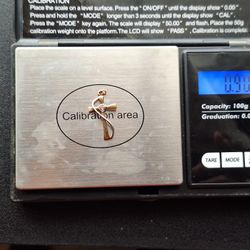 CALIBRATION
Place the scale on a level surface. Press "ON/OFF" until the display show "0.00".
Press and hold the "MODE" longer than 3 seconds until the display show "CAL".
Press the "MODE" key again. The scale will display "50.00" and flash. Place the 50g
calibration weight onto the platform. The LCD will show "PASS", Calibration is complete
Calibration area
0.90
Capacity: 100g
Graduation: 0.0
TARE MODE